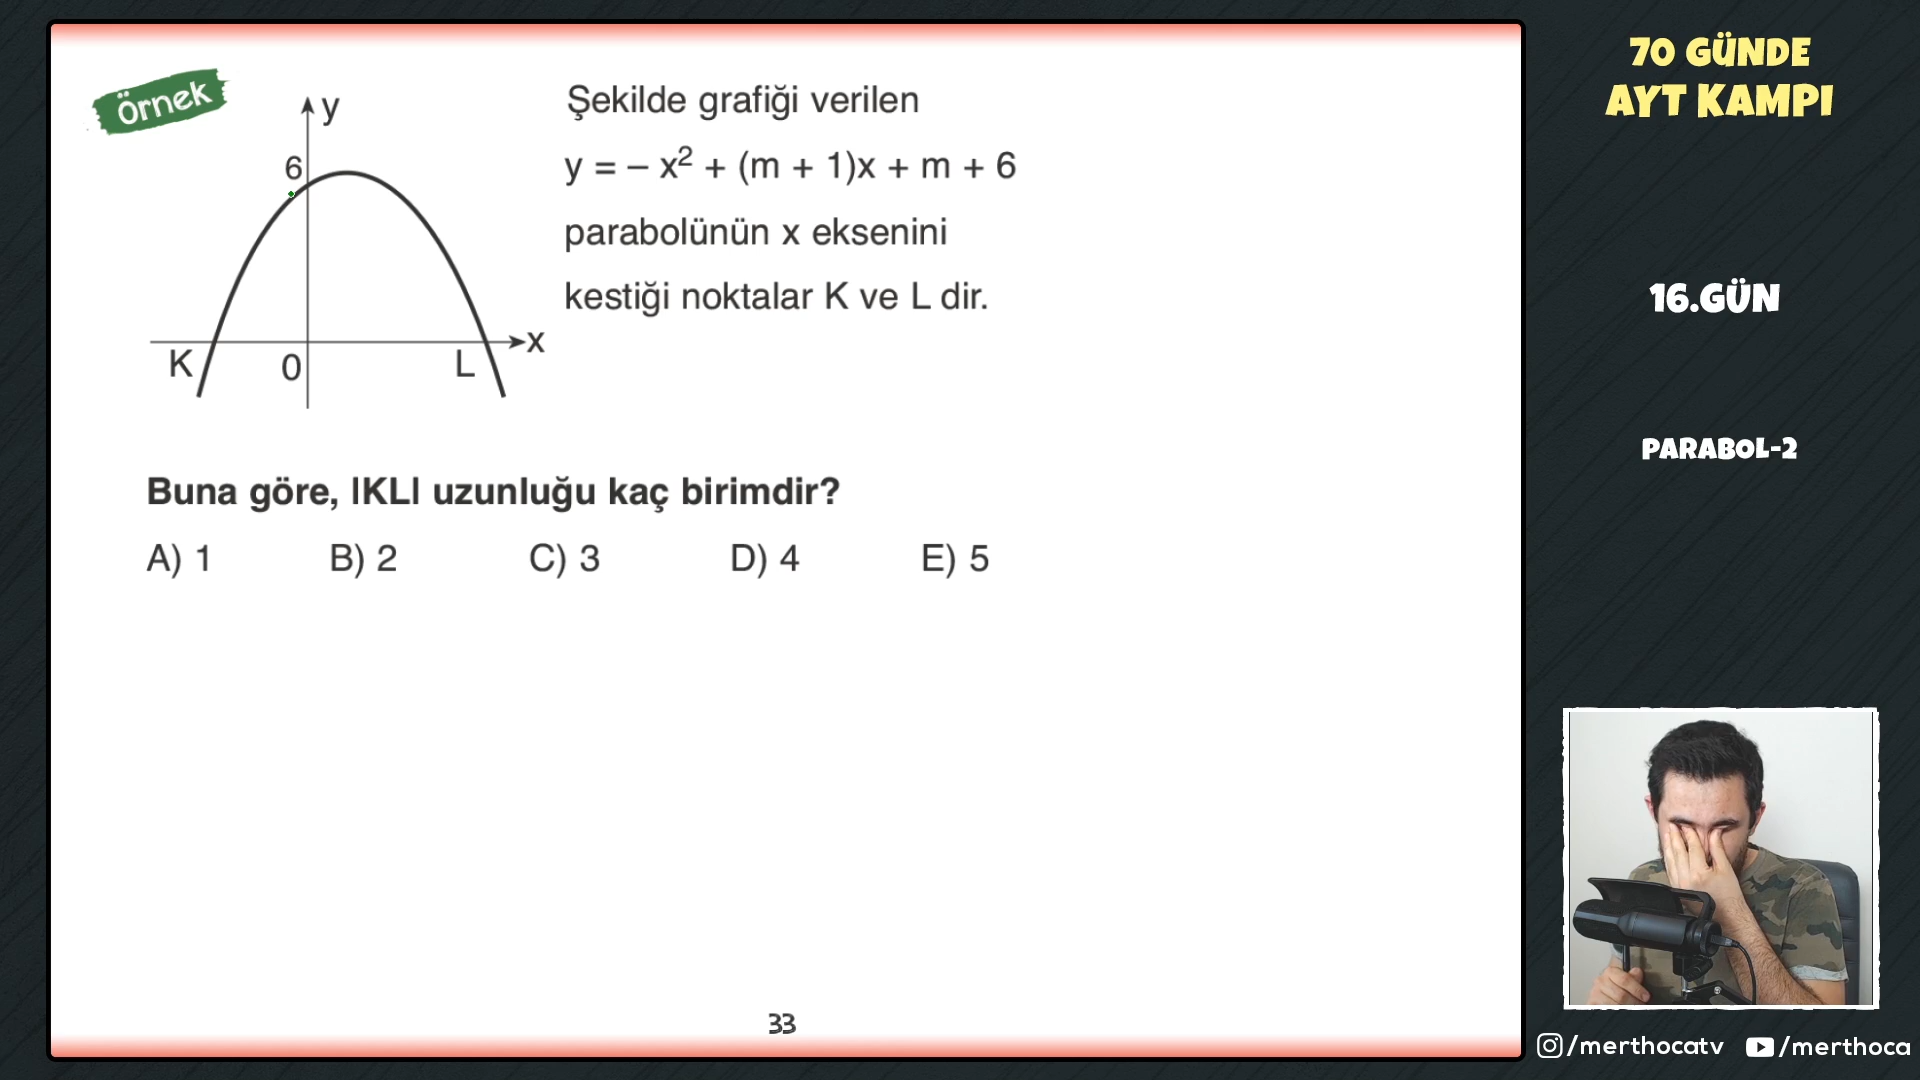 Örnek
y
6
K
0
L
x
Şekilde grafiği verilen
y = – x² + (m + 1)x + m + 6
parabolünün x eksenini
kestiği noktalar K ve L dir.
Buna göre, IKLI uzunluğu kaç birimdir?
A) 1 B) 2 C) 3 D) 4 E) 5
33
70 GÜNDE
AYT KAMPI
16.GÜN
PARABOL-2
/merthocatv /merthoca